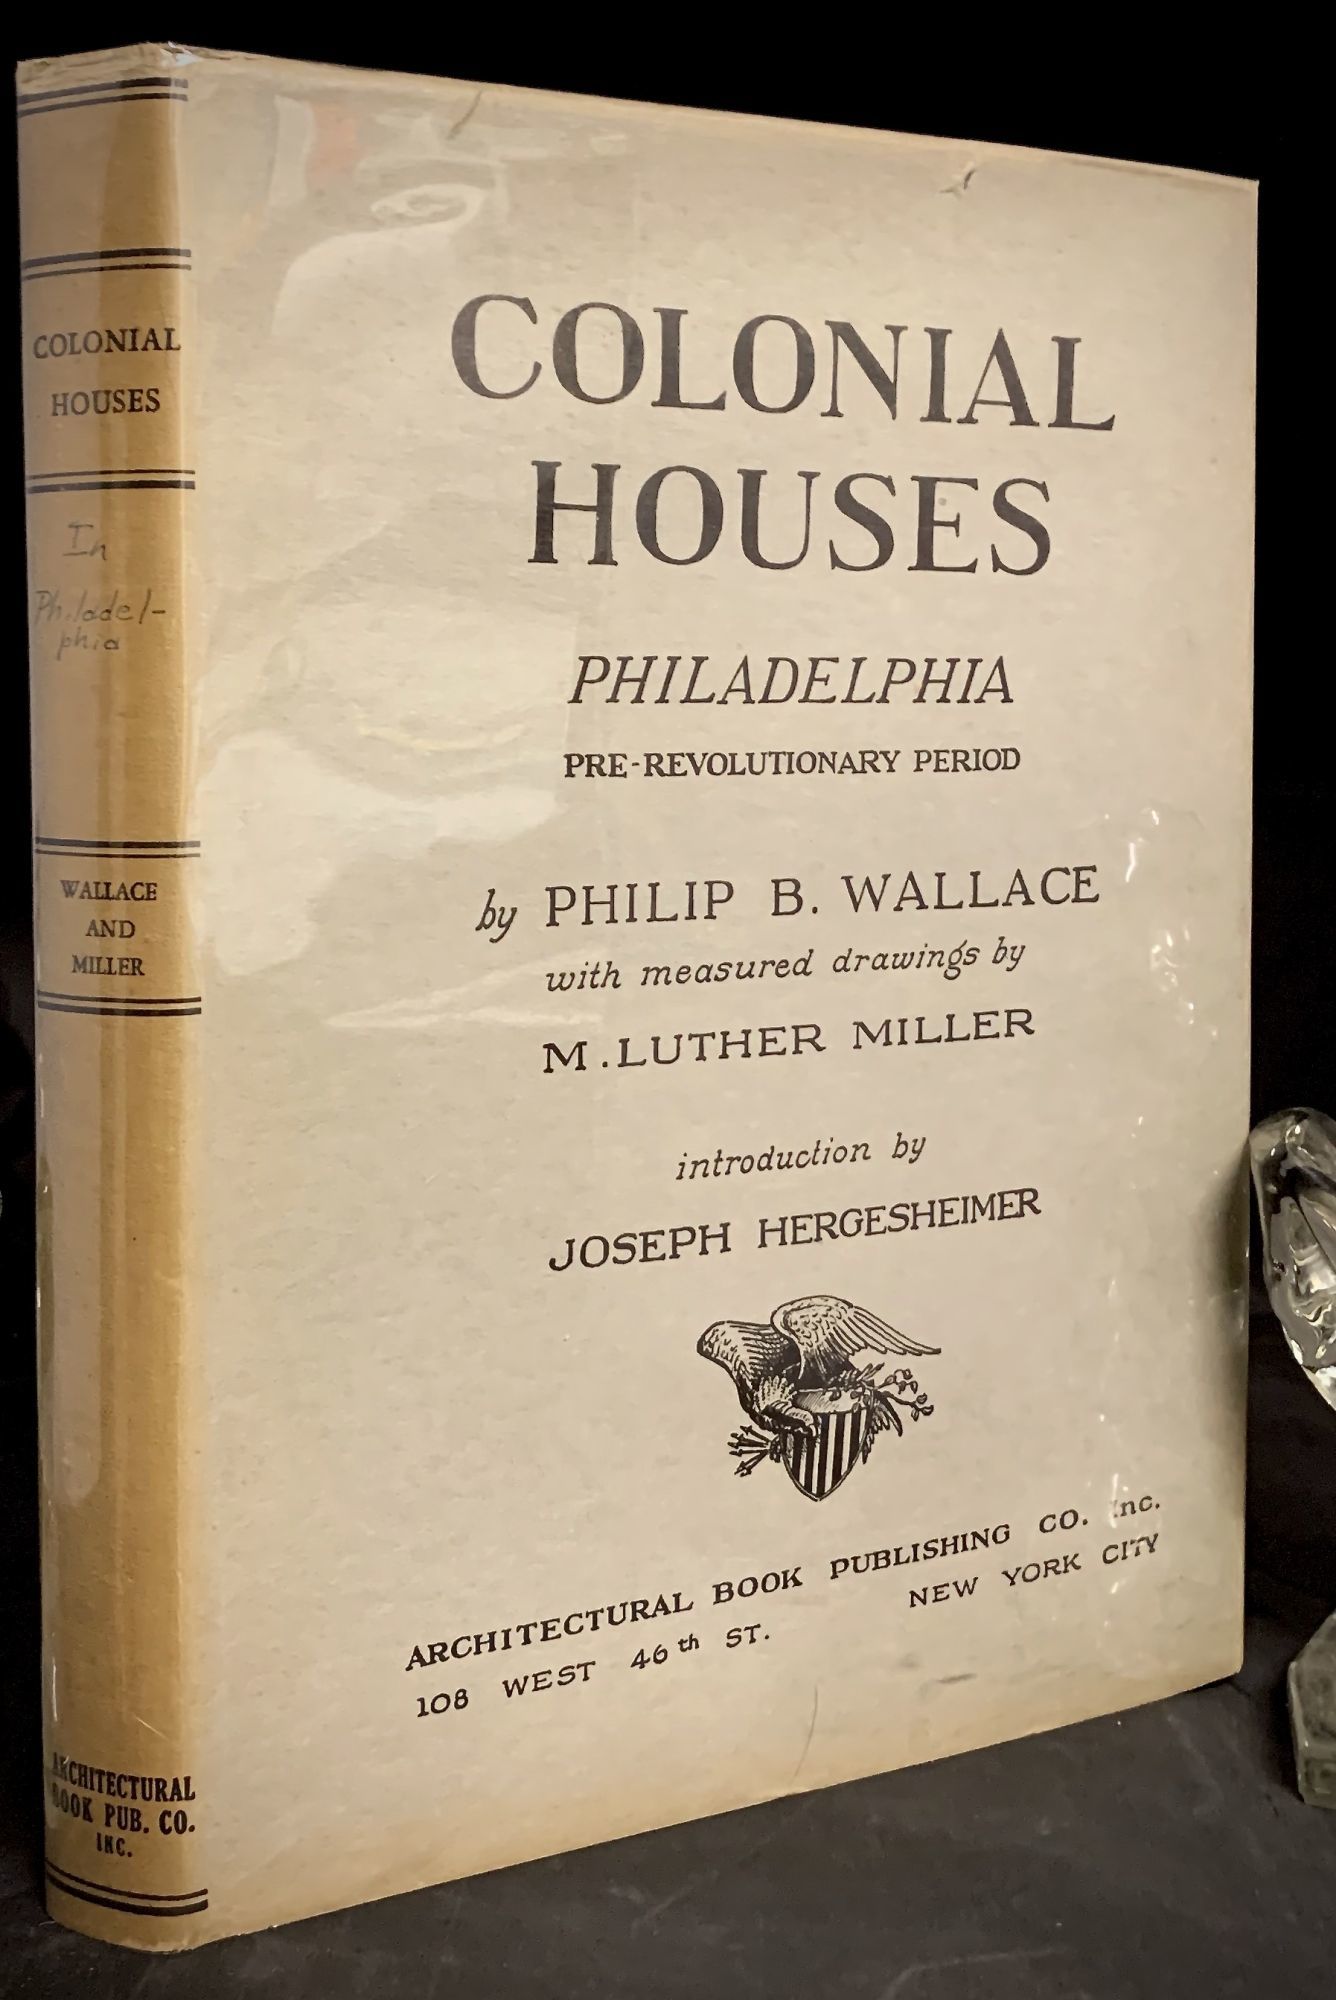 COLONIAL
HOUSES
In
Philadel-
phia
WALLACE
AND
MILLER
ARCHITECTURAL
BOOK PUB. CO.
INC.
COLONIAL
HOUSES
PHILADELPHIA
PRE-REVOLUTIONARY PERIOD
by PHILIP B. WALLACE
with measured drawings by
M. LUTHER MILLER
introduction by
JOSEPH HERGESHEIMER
ARCHITECTURAL BOOK PUBLISHING CO. Inc.
108 WEST 46th ST. NEW YORK CITY